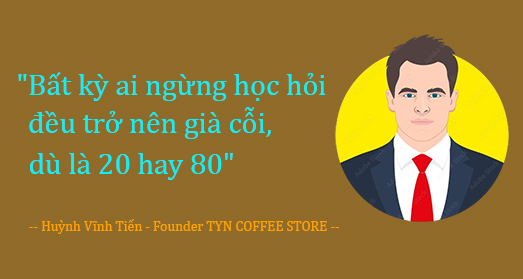 "Bất kỳ ai ngừng học hỏi
đều trở nên già cỗi,
dù là 20 hay 80"
-- Huỳnh Vĩnh Tiến - Founder TYN COFFEE STORE --